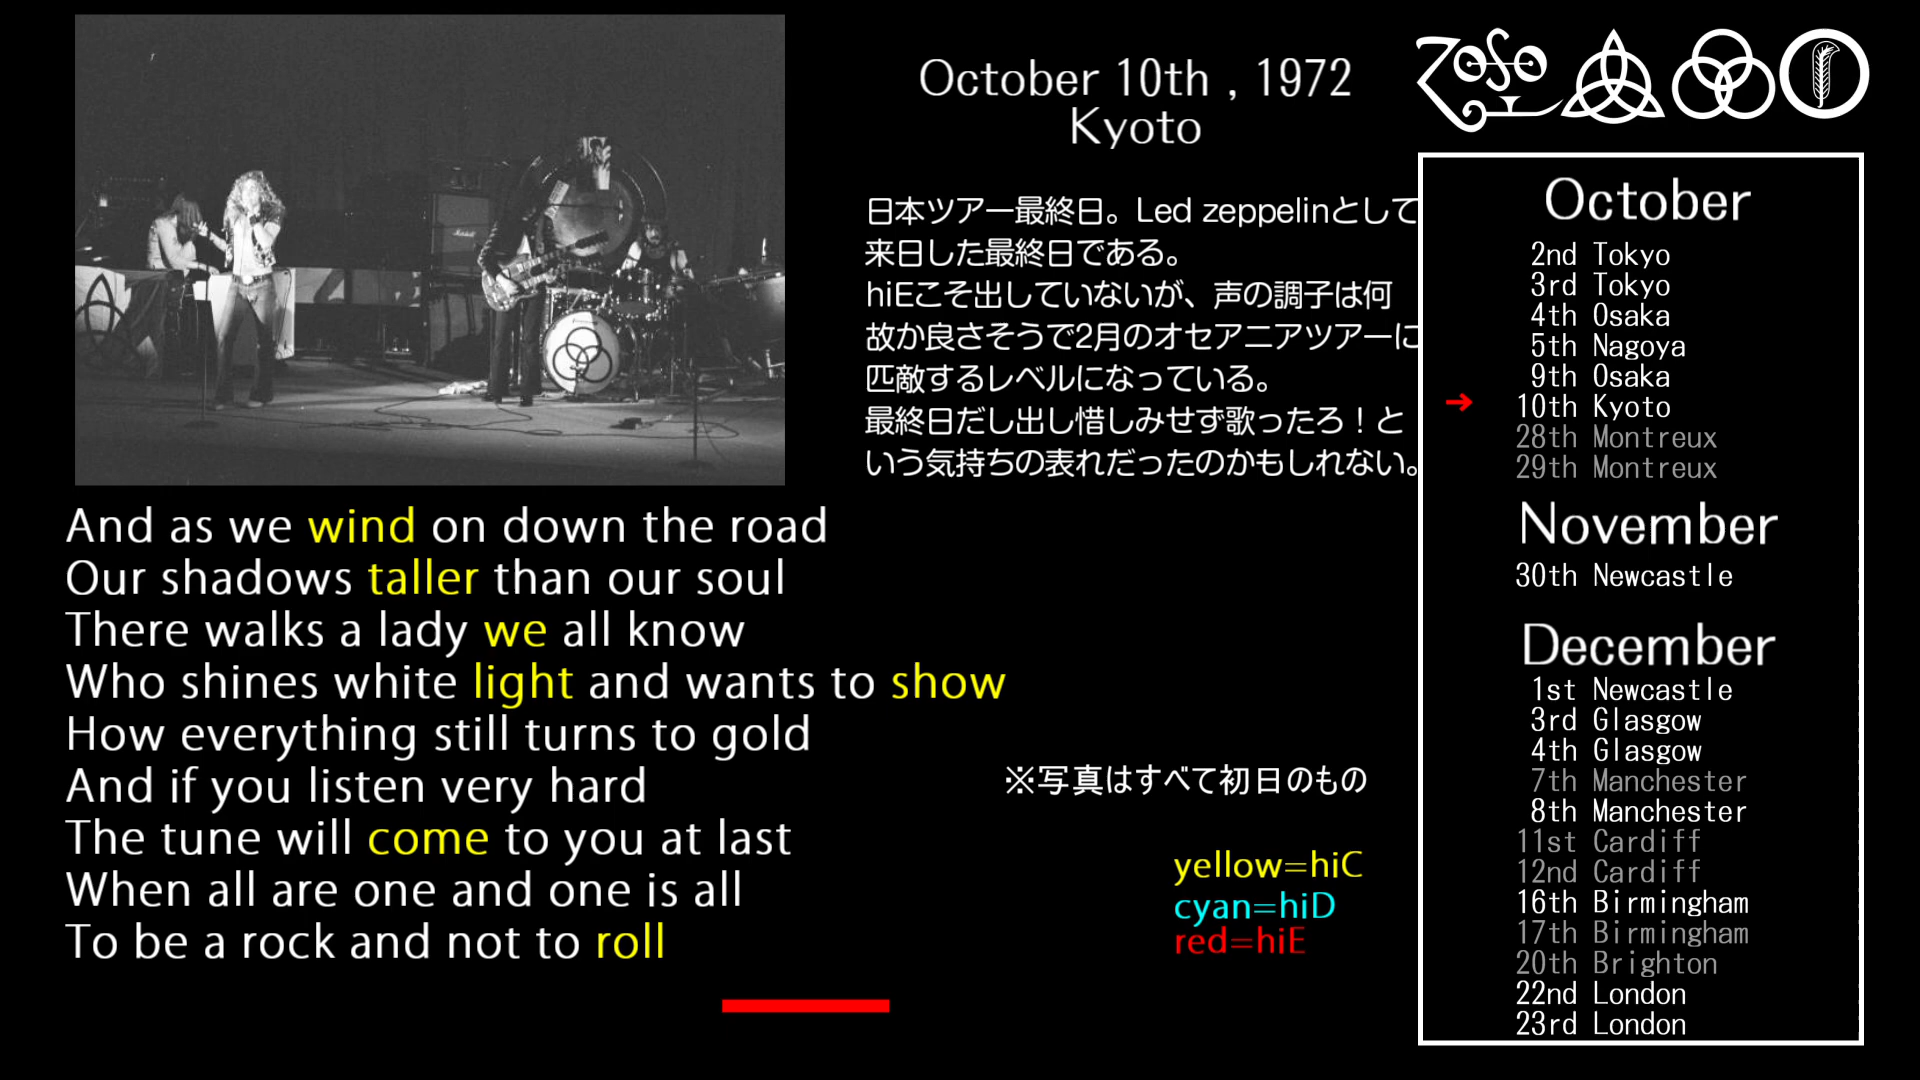 October 10th , 1972
Kyoto
日本ツアー最終日。Led zeppelinとして
来日した最終日である。
hiEこそ出していないが、声の調子は何
故か良さそうで2月のオセアニアツアーに
匹敵するレベルになっている。
最終日だし出し惜しみせず歌ったろ！と
いう気持ちの表れだったのかもしれない。
And as we wind on down the road
Our shadows taller than our soul
There walks a lady we all know
Who shines white light and wants to show
How everything still turns to gold
And if you listen very hard
The tune will come to you at last
When all are one and one is all
To be a rock and not to roll
※写真はすべて初日のもの
yellow=hiC
cyan=hiD
red=hiE
ZoSo
October
2nd Tokyo
3rd Tokyo
4th Osaka
5th Nagoya
9th Osaka
➔ 10th Kyoto
28th Montreux
29th Montreux
November
30th Newcastle
December
1st Newcastle
3rd Glasgow
4th Glasgow
7th Manchester
8th Manchester
11st Cardiff
12nd Cardiff
16th Birmingham
17th Birmingham
20th Brighton
22nd London
23rd London